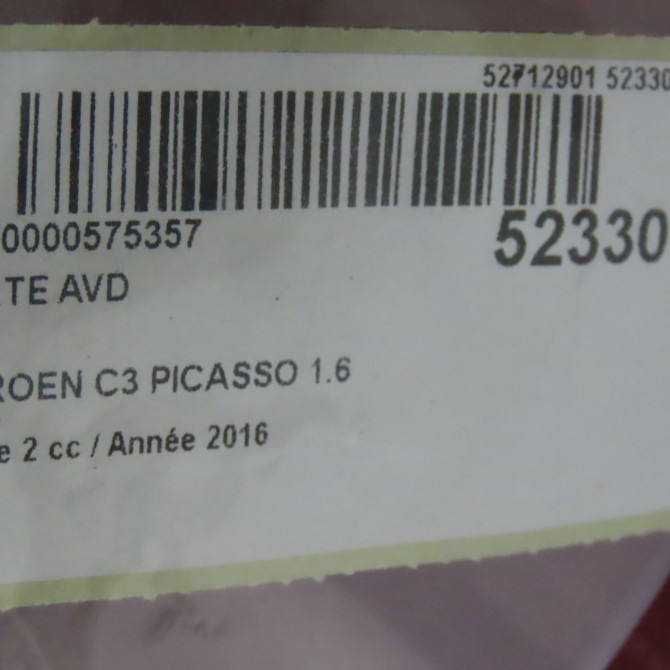 52712901 52330
0000575357 52330
TE AVD
ROEN C3 PICASSO 1.6
e 2 cc / Année 2016